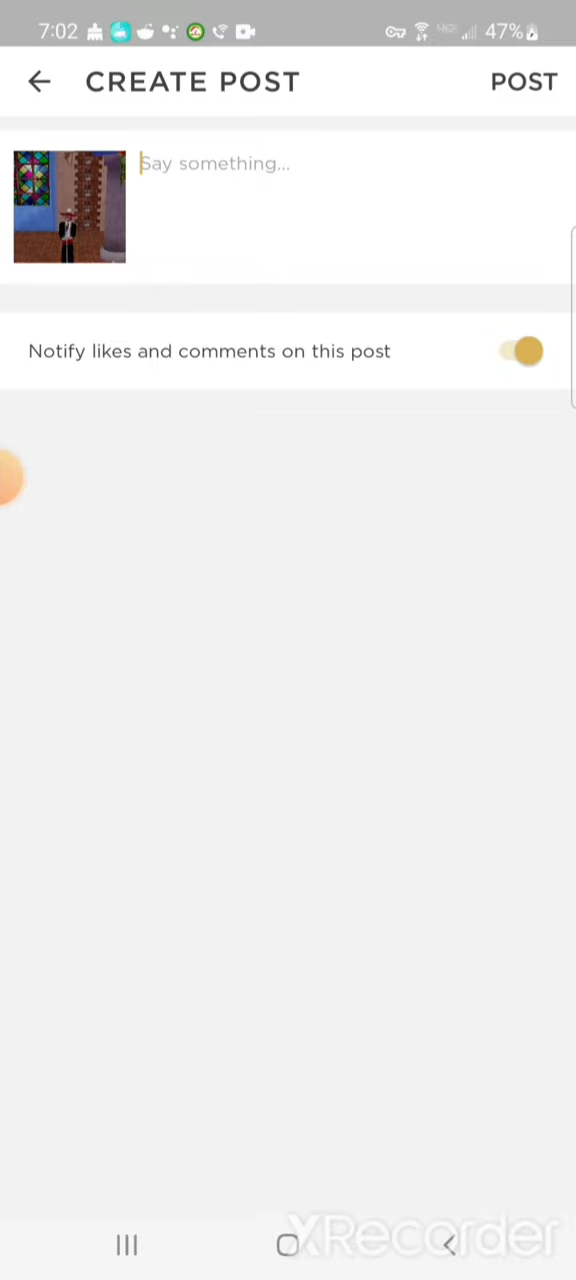 7:02 47%
CREATE POST POST
Say something...
Notify likes and comments on this post
XRecorder